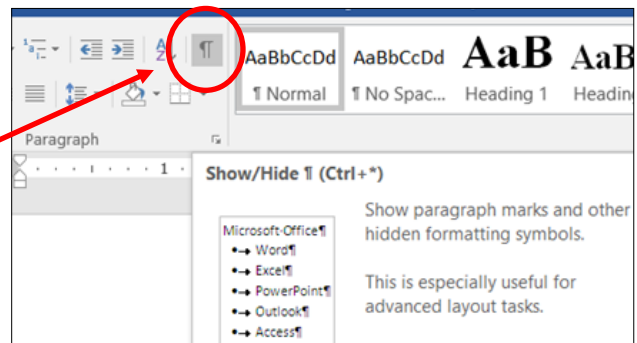 ¶
AaBbCcDd AaBbCcDd AaB AaB
¶ Normal ¶ No Spac... Heading 1 Headin
Paragraph
1
Show/Hide ¶ (Ctrl+*)
Show paragraph marks and other
hidden formatting symbols.
This is especially useful for
advanced layout tasks.
Microsoft·Office¶
•→ Word¶
•→ Excel¶
•→ PowerPoint¶
•→ Outlook¶
•→ Access¶